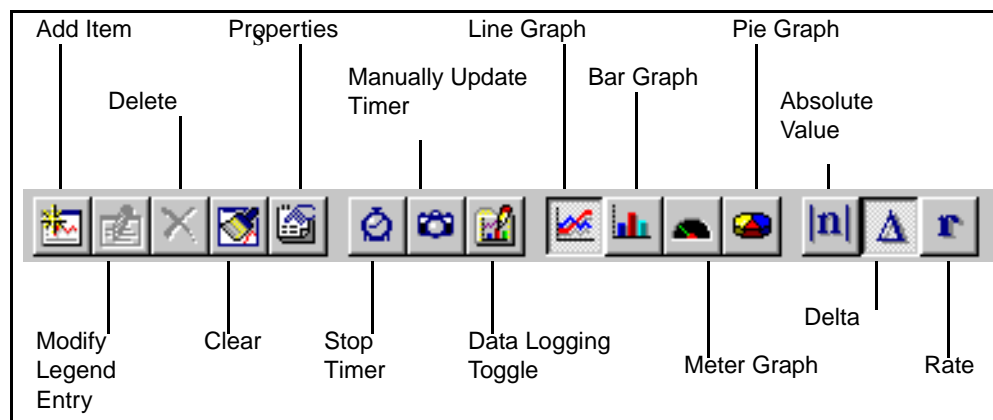 Add Item
Properties
s
Line Graph
Pie Graph
Manually Update
Timer
Bar Graph
Delete
Absolute
Value
|n| Δ r
Modify
Legend
Entry
Clear
Stop
Timer
Data Logging
Toggle
Meter Graph
Delta
Rate